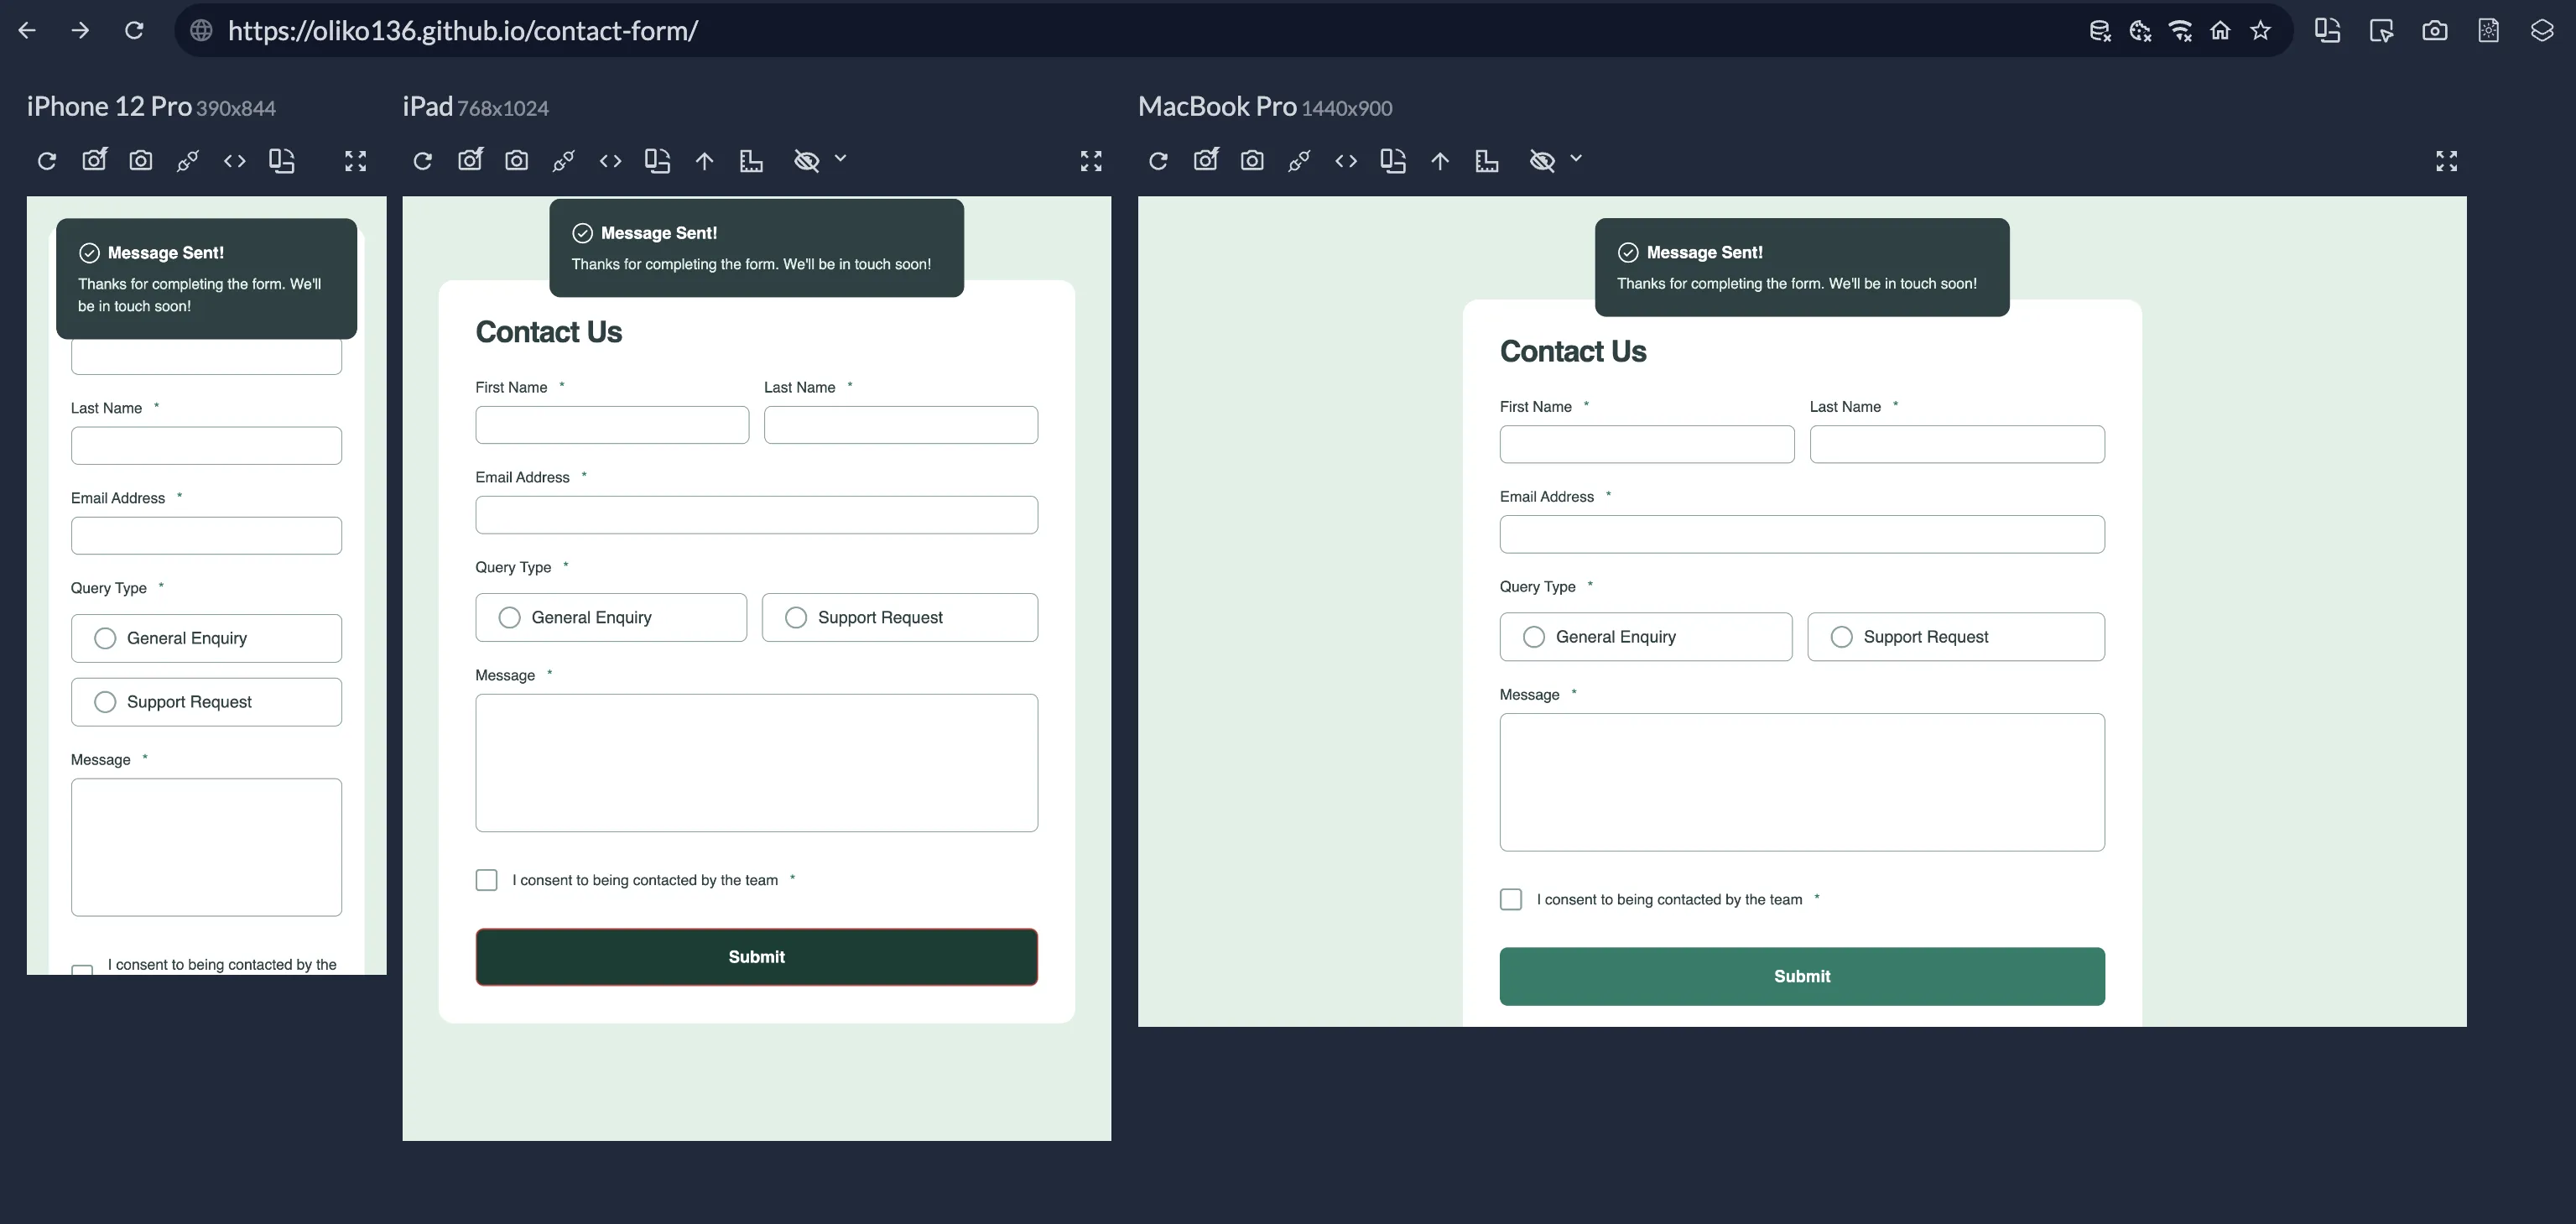 https://oliko136.github.io/contact-form/
iPhone 12 Pro 390x844
Message Sent!
Thanks for completing the form. We'll
be in touch soon!
Last Name *
Email Address *
Query Type *
General Enquiry
Support Request
Message *
I consent to being contacted by the
iPad 768x1024
Message Sent!
Thanks for completing the form. We'll be in touch soon!
Contact Us
First Name * Last Name *
Email Address *
Query Type *
General Enquiry Support Request
Message *
I consent to being contacted by the team *
Submit
MacBook Pro 1440x900
Message Sent!
Thanks for completing the form. We'll be in touch soon!
Contact Us
First Name * Last Name *
Email Address *
Query Type *
General Enquiry Support Request
Message *
I consent to being contacted by the team *
Submit